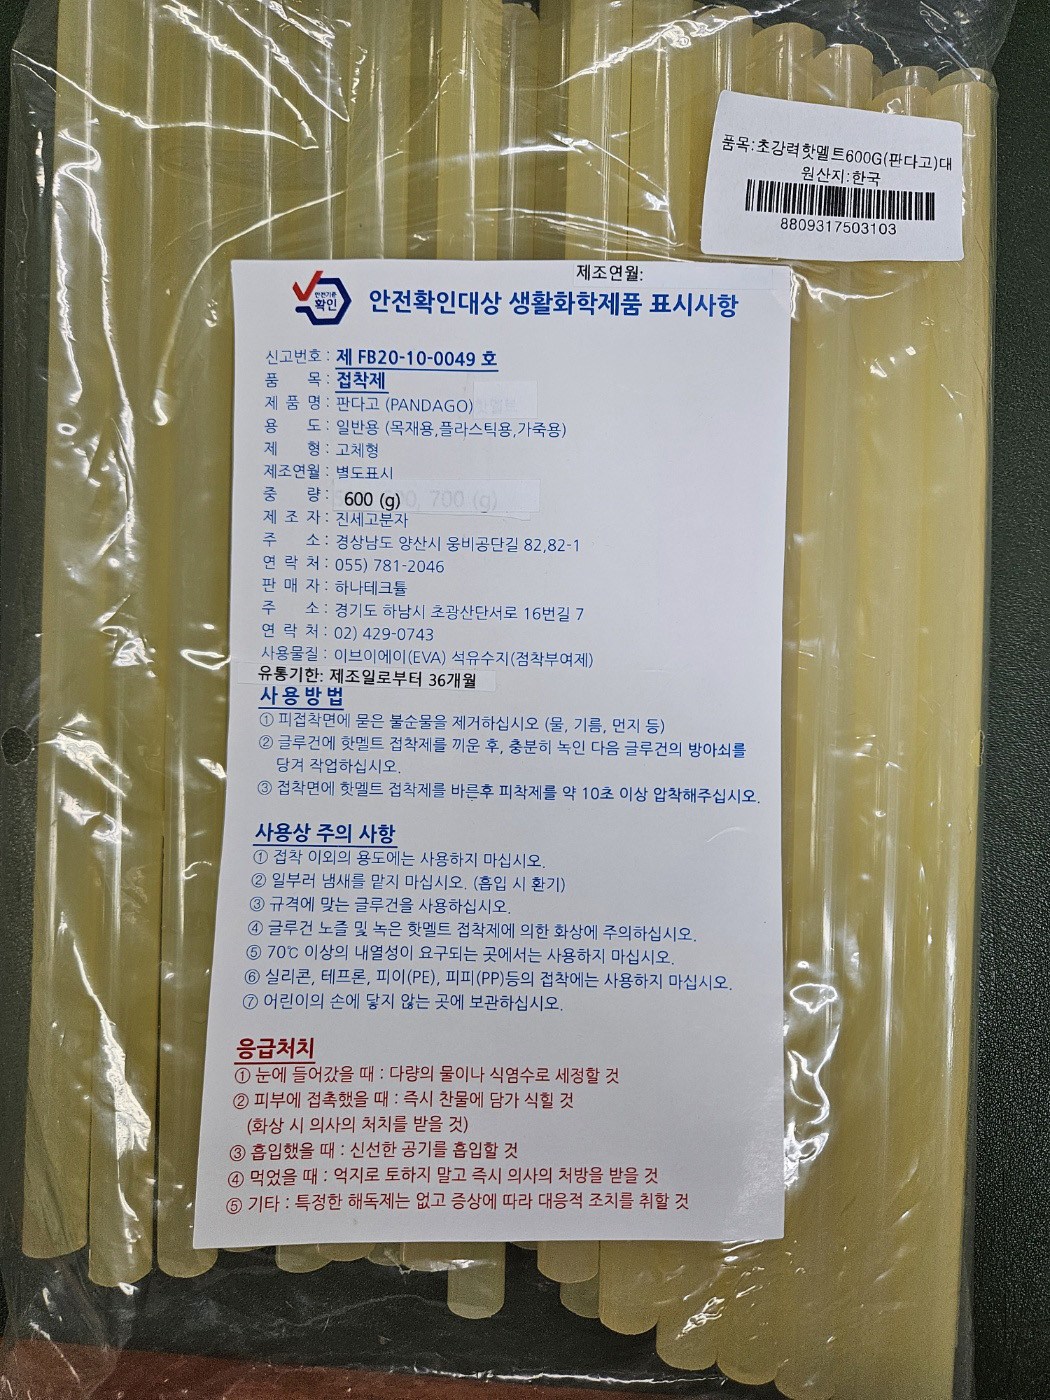 품목:초강력핫멜트600G(판다고)대
원산지:한국
8809317503103
제조연월:
안전기준
확인
안전확인대상 생활화학제품 표시사항
신고번호 : 제 FB20-10-0049 호
품 목 : 접착제
제 품 명 : 판다고 (PANDAGO)
용 도 : 일반용 (목재용,플라스틱용,가죽용)
제 형 : 고체형
제조연월 : 별도표시
중 량 : 600 (g) 700 (g)
제 조 자 : 진세고분자
주 소 : 경상남도 양산시 웅비공단길 82,82-1
연 락 처 : 055) 781-2046
판 매 자 : 하나테크툴
주 소 : 경기도 하남시 초광산단서로 16번길 7
연 락 처 : 02) 429-0743
사용물질 : 이브이에이(EVA) 석유수지(점착부여제)
유통기한: 제조일로부터 36개월
사용방법
① 피접착면에 묻은 불순물을 제거하십시오 (물, 기름, 먼지 등)
② 글루건에 핫멜트 접착제를 끼운 후, 충분히 녹인 다음 글루건의 방아쇠를
당겨 작업하십시오.
③ 접착면에 핫멜트 접착제를 바른후 피착제를 약 10초 이상 압착해주십시오.
사용상 주의 사항
① 접착 이외의 용도에는 사용하지 마십시오.
② 일부러 냄새를 맡지 마십시오. (흡입 시 환기)
③ 규격에 맞는 글루건을 사용하십시오.
④ 글루건 노즐 및 녹은 핫멜트 접착제에 의한 화상에 주의하십시오.
⑤ 70℃ 이상의 내열성이 요구되는 곳에서는 사용하지 마십시오.
⑥ 실리콘, 테프론, 피이(PE), 피피(PP)등의 접착에는 사용하지 마십시오.
⑦ 어린이의 손에 닿지 않는 곳에 보관하십시오.
응급처치
① 눈에 들어갔을 때 : 다량의 물이나 식염수로 세정할 것
② 피부에 접촉했을 때 : 즉시 찬물에 담가 식힐 것
(화상 시 의사의 처치를 받을 것)
③ 흡입했을 때 : 신선한 공기를 흡입할 것
④ 먹었을 때 : 억지로 토하지 말고 즉시 의사의 처방을 받을 것
⑤ 기타 : 특정한 해독제는 없고 증상에 따라 대응적 조치를 취할 것